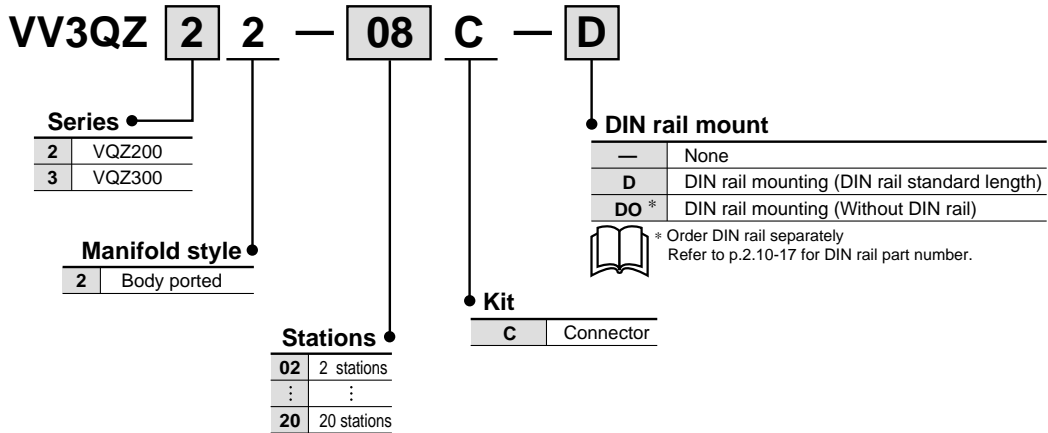 VV3QZ 2 2 — 08 C — D
Series
2 VQZ200
3 VQZ300
Manifold style
2 Body ported
Stations
02 2 stations
⋮ ⋮
20 20 stations
Kit
C Connector
DIN rail mount
— None
D DIN rail mounting (DIN rail standard length)
DO * DIN rail mounting (Without DIN rail)
* Order DIN rail separately
Refer to p.2.10-17 for DIN rail part number.